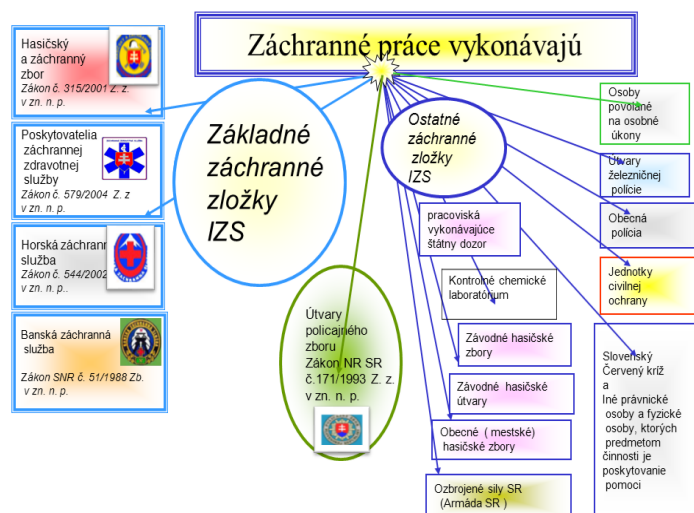 Záchranné práce vykonávajú
Hasičský
a záchranný
zbor
Zákon č. 315/2001 Z. z.
v zn. n. p.
Poskytovatelia
záchrannej
zdravotnej
služby
Zákon č. 579/2004 Z. z
v zn. n. p.
Horská záchranná
služba
Zákon č. 544/2002
v zn. n. p..
Banská záchranná
služba
Zákon SNR č. 51/1988 Zb.
v zn. n. p.
Základné
záchranné
zložky
IZS
Útvary
policajného
zboru
Zákon NR SR
č.171/1993 Z. z.
v zn. n. p.
Ostatné
záchranné
zložky
IZS
pracoviská
vykonávajúce
štátny dozor
Kontrolné chemické
laboratórium
Závodné hasičské
zbory
Závodné hasičské
útvary
Obecné ( mestské)
hasičské zbory
Ozbrojené sily SR
(Armáda SR )
Osoby
povolané
na osobné
úkony
Útvary
železničnej
polície
Obecná
polícia
Jednotky
civilnej
ochrany
Slovenský
Červený kríž
a
Iné právnické
osoby a fyzické
osoby, ktorých
predmetom
činnosti je
poskytovanie
pomoci